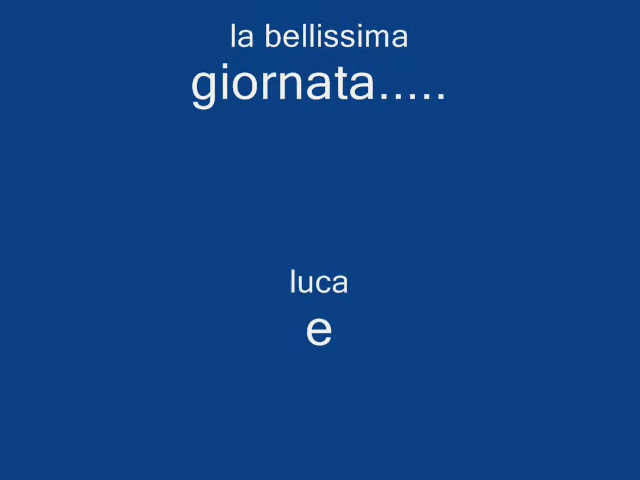 la bellissima
giornata.....
luca
e